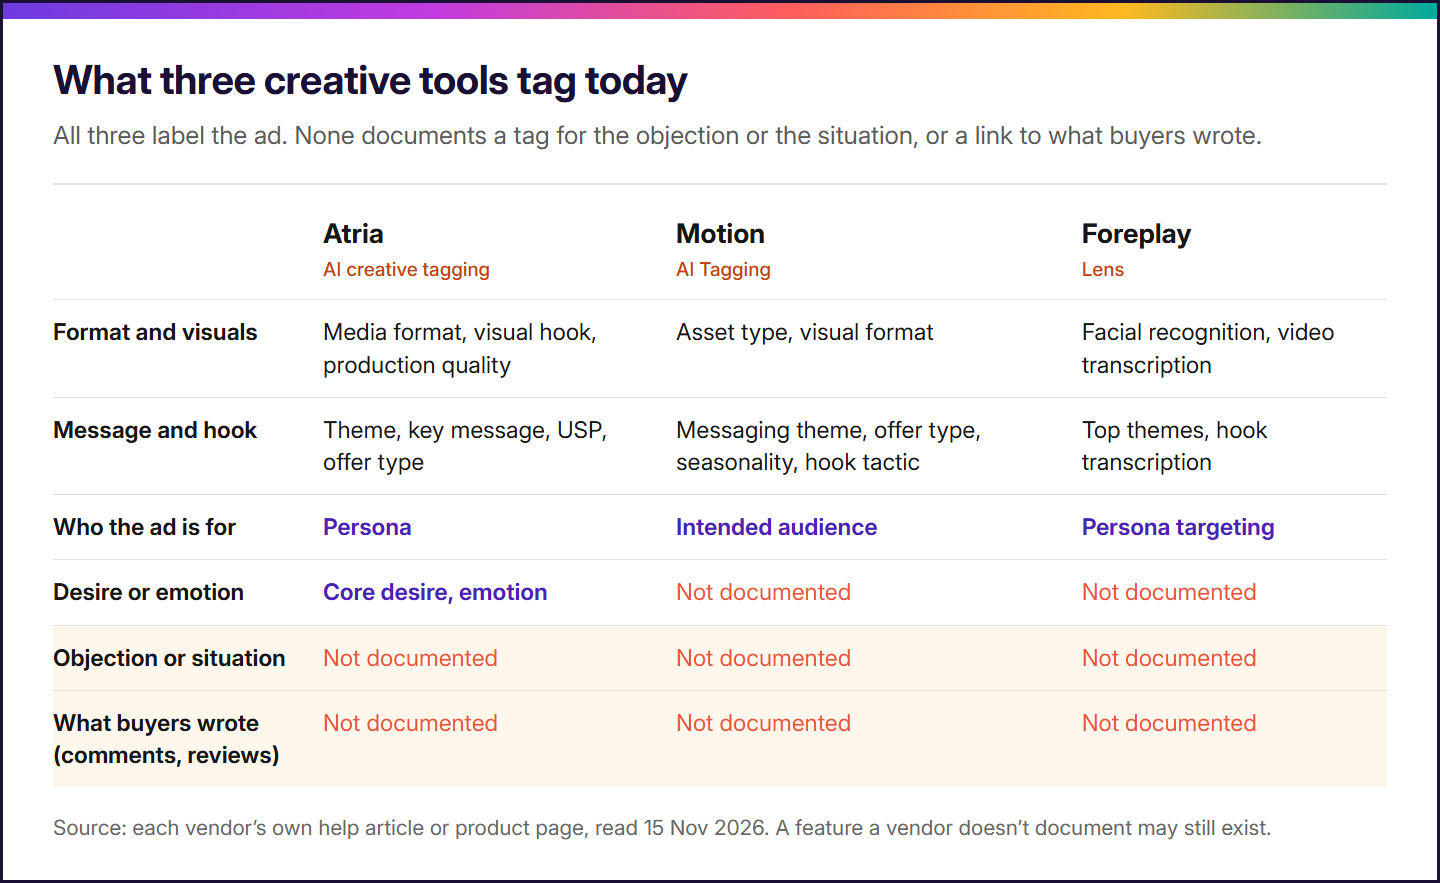 What three creative tools tag today
All three label the ad. None documents a tag for the objection or the situation, or a link to what buyers wrote.
Atria
Motion
Foreplay
AI creative tagging
AI Tagging
Lens
Format and visuals
Media format, visual hook,
production quality
Asset type, visual format
Facial recognition, video
transcription
Message and hook
Theme, key message, USP,
offer type
Messaging theme, offer type,
seasonality, hook tactic
Top themes, hook
transcription
Who the ad is for
Persona
Intended audience
Persona targeting
Desire or emotion
Core desire, emotion
Not documented
Not documented
Objection or situation
Not documented
Not documented
Not documented
What buyers wrote
(comments, reviews)
Not documented
Not documented
Not documented
Source: each vendor’s own help article or product page, read 15 Nov 2026. A feature a vendor doesn’t document may still exist.